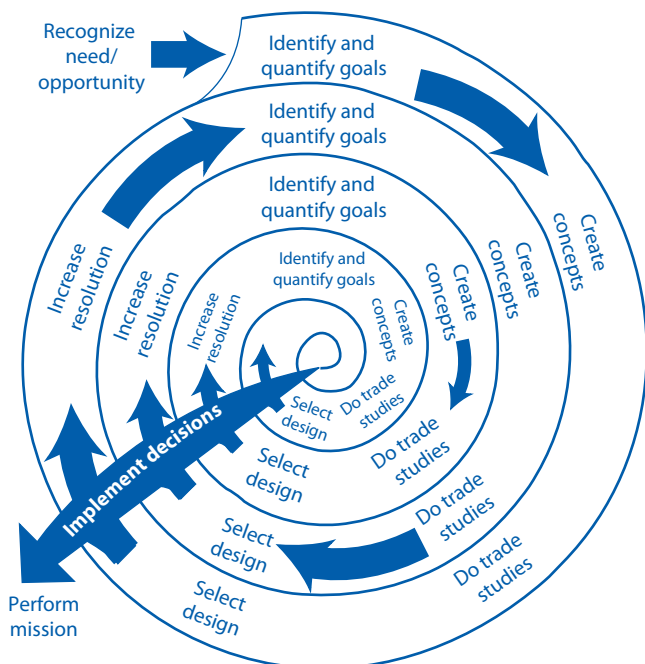 Recognize
need/
opportunity
Identify and
quantify goals
Identify and
quantify goals
Identify and
quantify goals
Identify and
quantify goals
Create
concepts
Create
concepts
Create
concepts
Create
concepts
Increase
resolution
Increase
resolution
Increase
resolution
Do trade
studies
Do trade
studies
Do trade
studies
Do trade
studies
Select
design
Select
design
Select
design
Select
design
Implement decisions
Perform
mission